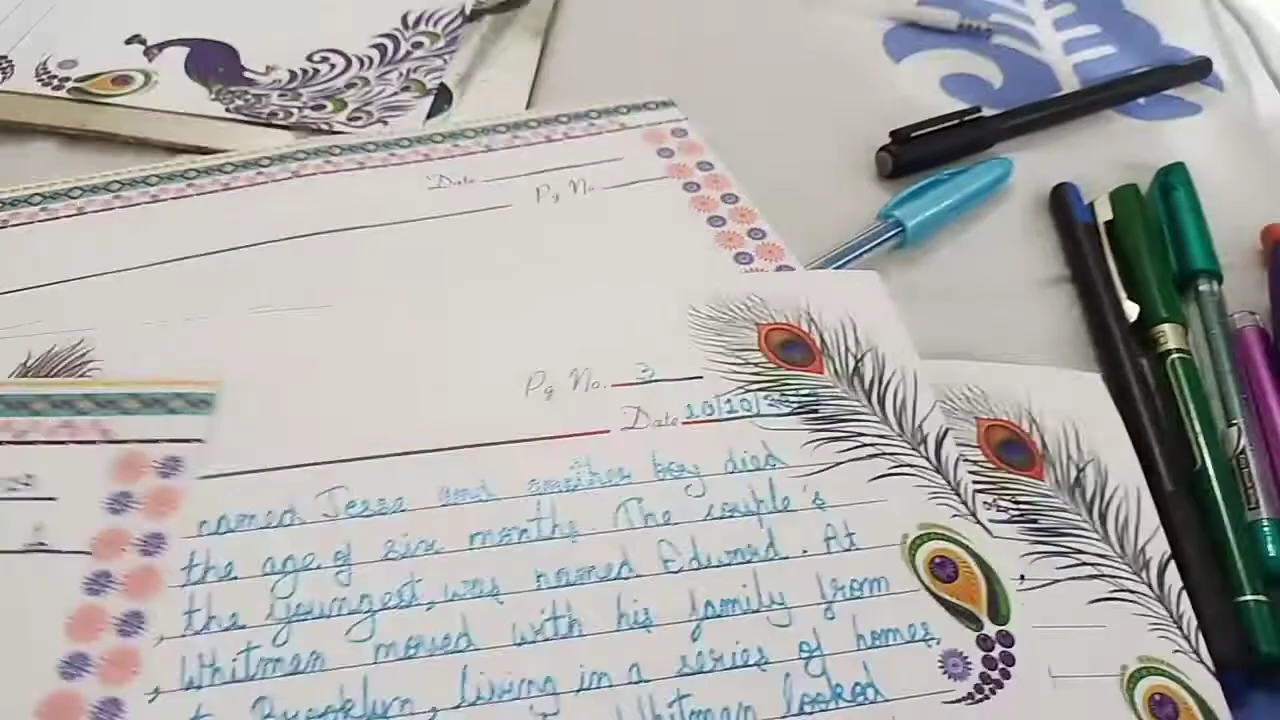 Date
Pg No.
Pg No. 3
Date 10/10/
named Jesse and another boy died
the age of six months. The couple's
the youngest, was named Edward. At
Whitman moved with his family from
to Brooklyn, living in a series of homes,
Whitman looked